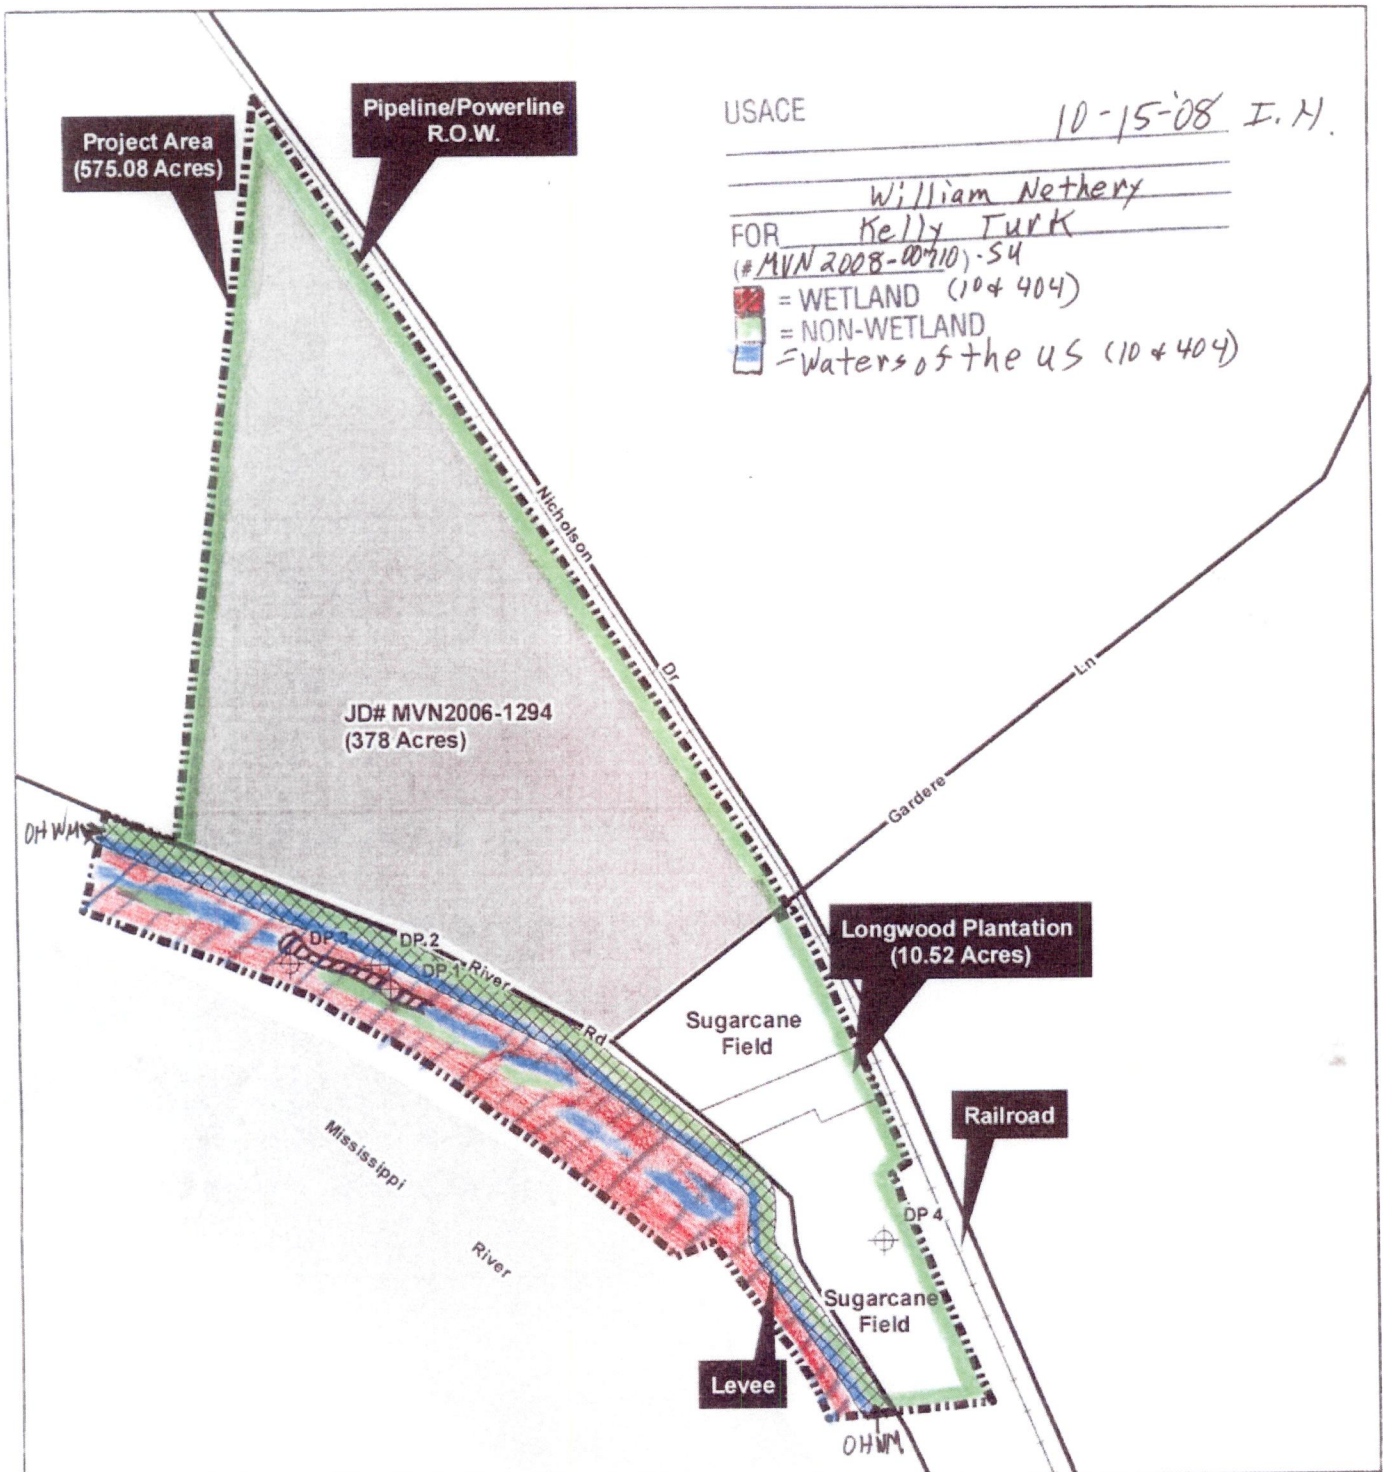 USACE 10-15-08 I.H.
William Nethery
FOR Kelly Turk
(# MVN 2008-00710)-SU
= WETLAND (10 & 404)
= NON-WETLAND
= Waters of the US (10 & 404)
Pipeline/Powerline
R.O.W.
Project Area
(575.08 Acres)
Nicholson
Dr
JD# MVN2006-1294
(378 Acres)
Gardere
Ln
OHWM
DP.3
DP.2
DP.1
River
Rd
Longwood Plantation
(10.52 Acres)
Sugarcane
Field
Railroad
Mississippi
River
DP 4
Sugarcane
Field
Levee
OHWM